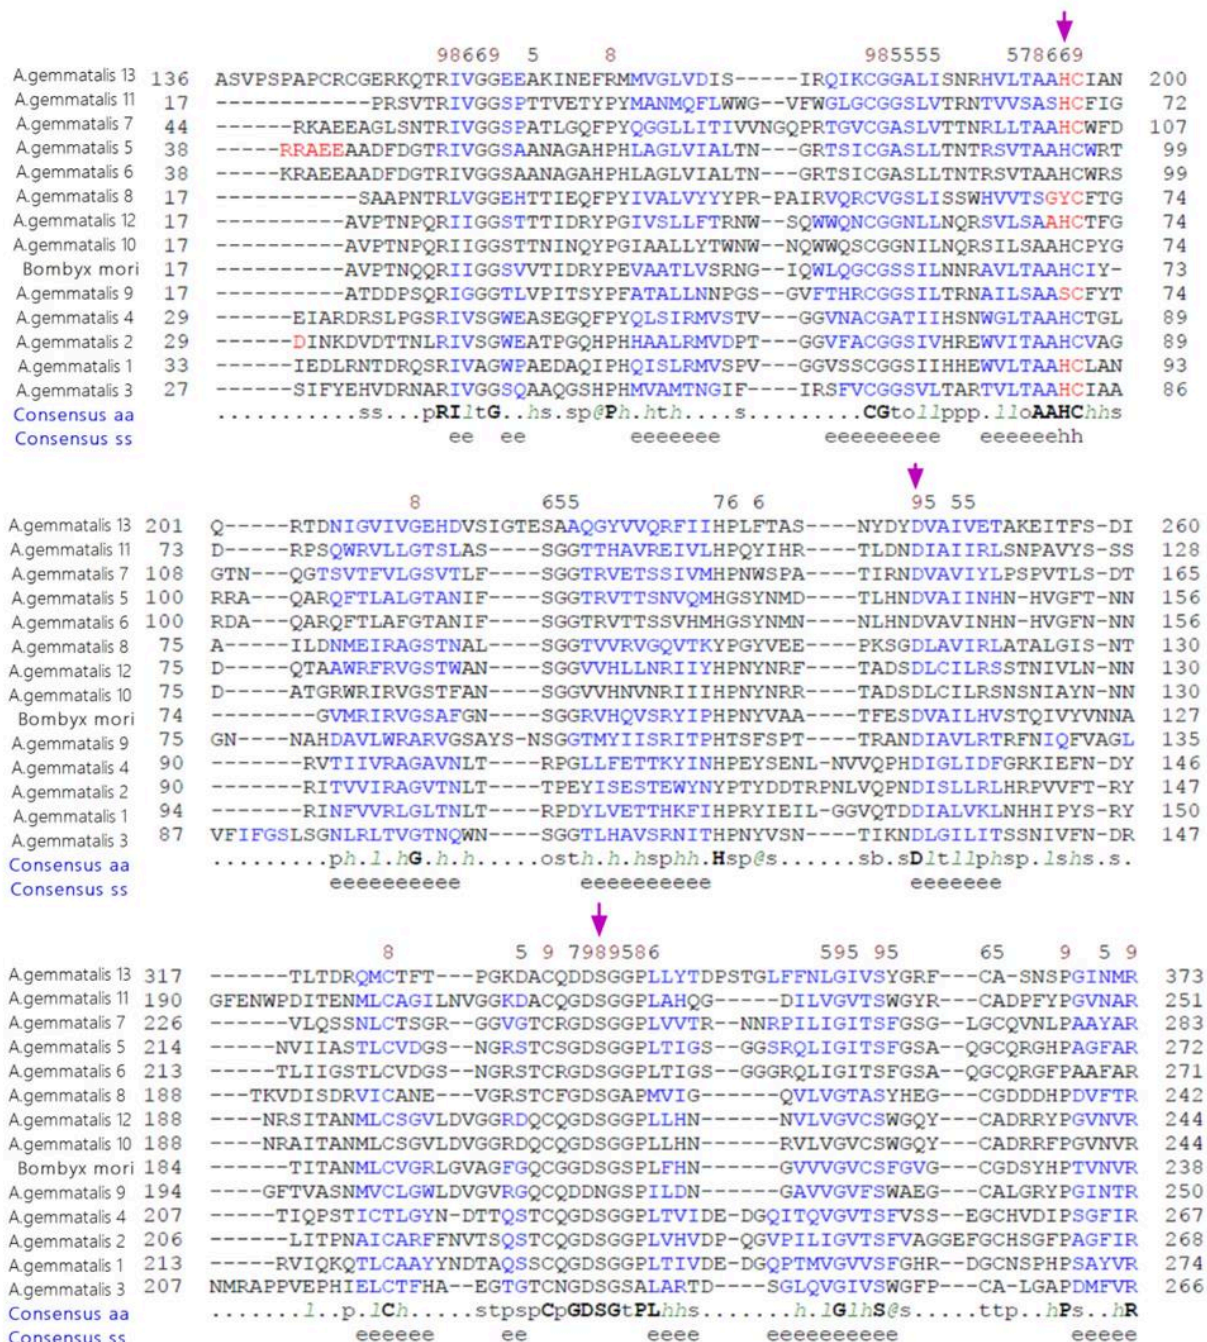 98669 5 8 985555 578669
A.gemmatalis 13 136 ASVPSPAPCRCGERKQTRIVGGEEAKINEFRMMVGLVDIS-----IRQIKCGGALISNRHVLTAAHCIAN 200
A.gemmatalis 11 17 ------------PRSVTRIVGGSPTTVETYPYMANMQFLWWG--VFWGLGCGGSLVTRNTVVSASHCFIG 72
A.gemmatalis 7 44 ------RKAEEAGLSNTRIVGGSPATLGQFPYQGGLLITIVVNGQPRTGVCGASLVTTNRLLTAAHCWFD 107
A.gemmatalis 5 38 -----RRAEEAADFDGTRIVGGSAANAGAHPHLAGLVIALTN---GRTSICGASLLTNTRSVTAAHCWRT 99
A.gemmatalis 6 38 -----KRAEEAADFDGTRIVGGSAANAGAHPHLAGLVIALTN---GRTSICGASLLTNTRSVTAAHCWRS 99
A.gemmatalis 8 17 -----------SAAPNTRLVGGEHTTIEQFPYIVALVYYYPR-PAIRVQRCVGSLISSWHVVTSGYCFTG 74
A.gemmatalis 12 17 ----------AVPTNPQRIIGGSTTTIDRYPYGIVSLLFTRNW--SQWWQNCGGNLLNQRSVLSAAHCTFG 74
A.gemmatalis 10 17 ----------AVPTNPQRIIGGSTTNINQYPGIAALLYTWNW--NQWWQSCGGNILNQRSILSAAHCPYG 74
Bombyx mori 17 ----------AVPTNQQRIIGGSVVTIDRYPEVAATLVSRNG--IQWLQGCGSSILNNRAVLTAAHCIY- 73
A.gemmatalis 9 17 ----------ATDDPSQRIGGGTLVPITSYPFATALLNNPGS--GVFTHRCGGSILTRNAILSAASCFYT 74
A.gemmatalis 4 29 ------EIARDRSLPGSRIVSGWEASEGQFPYQLSIRMVSTV---GGVNACGATIIHSNWGLTAAHCTGL 89
A.gemmatalis 2 29 ------DINKDVDTTNLRIVSGWEATPGQHPHHAALRMVDPT---GGVFACGGSIVHREWVITAAHCVAG 89
A.gemmatalis 1 33 ------IEDLRNTDRQSRIVAGWPAEDAQIPHQISLRMVSPV---GGVSSCGGSIIHHEWVLTAAHCLAN 93
A.gemmatalis 3 27 ------SIFYEHVDRNARIVGGSQAAQGSHPHMVAMTNGIF----IRSFVCGGSVLTARTVLTAAHCIAA 86
Consensus aa ...........ss...pRIltG..hs.sp@Ph.hth....s.........CGtollppp.lloAAHChhs
Consensus ss ee ee eeeeeee eeeeeeeee eeeeeehh
8 655 76 6 95 55
A.gemmatalis 13 201 Q-----RTDNIGVIVGEHDVSIGTESAAQGYVVQRFIIHPLFTAS----NYDYDVAIVETAKEITFS-DI 260
A.gemmatalis 11 73 D-----RPSQWRVLLGTSLAS----SGGTTHAVREIVLHPQYIHR----TLDNDIAIIRLSNPAVYS-SS 128
A.gemmatalis 7 108 GTN---QGTSVTFVLGSVTLF----SGGTRVETSSIVMHPNWSPA----TIRNDVAVIYLPSPVTLS-DT 165
A.gemmatalis 5 100 RRA---QARQFTLALGTANIF----SGGTRVTTSNVQMHGSYNMD----TLHNDVAIINHN-HVGFT-NN 156
A.gemmatalis 6 100 RDA---QARQFTLAFGTANIF----SGGTRVTTSSVHMHGSYNMN----NLHNDVAVINHN-HVGFN-NN 156
A.gemmatalis 8 75 A-----ILDNMEIRAGSTNAL----SGGTVVRVGQVTKYPGYVEE----PKSGDLAVIRLATALGIS-NT 130
A.gemmatalis 12 75 D-----QTAAWRFRVGSTWAN----SGGVVHLLNRIIYHPNYNRF----TADSDLCILRSSTNIVLN-NN 130
A.gemmatalis 10 75 D-----ATGRWRIRVGSTFAN----SGGVVHNVNRIIIHPNYNRR----TADSDLCILRSNSNIAYN-NN 130
Bombyx mori 74 --------GVMRIRVGSAFGN----SGGRVHQVSRYIPHPNYVAA----TFESDVAILHVSTQIVYVNNA 127
A.gemmatalis 9 75 GN----NAHDAVLWRARVGSAYS-NSGGTMYIISRITPHTSFSPT----TRANDIAVLRTRFNIQFVAGL 135
A.gemmatalis 4 90 -------RVTIIVRAGAVNLT----RPGLLFETTKYINHPEYSENL-NVVQPHDIGLIDFGRKIEFN-DY 146
A.gemmatalis 2 90 -------RITVVIRAGVTNLT----TPEYISESTEWYNYPTYDDTRPNLVQPNDISLLRLHRPVVFT-RY 147
A.gemmatalis 1 94 -------RINFVVRLGLTNLT----RPDYLVETTHKFIHPRYIEIL-GGVQTDDIALVKLNHHIPYS-RY 150
A.gemmatalis 3 87 VFIFGSLSGNLRLTVGTNQWN----SGGTLHAVSRNITHPNYVSN----TIKNDLGILITSSNIVFN-DR 147
Consensus aa .........ph.l.hG.h.h......osth.h.hsphh.Hsp@s......sb.sDltllphsp.lshs.s.
Consensus ss eeeeeeeeee eeeeeeeeee eeeeeee
8 5 9 7989586 595 95 65 9 5 9
A.gemmatalis 13 317 ------TLTDRQMCTFT---PGKDACQDDSGGPLLYTDPSTGLFFNLGIVSYGRF---CA-SNSPGINMR 373
A.gemmatalis 11 190 GFENWPDITENMLCAGILNVGGKDACQGDSGGPLAHQG-----DILVGVTSWGYR---CADPFYPGVNAR 251
A.gemmatalis 7 226 ------VLQSSNLCTSGR--GGVGTCRGDSGGPLVVTR---NNRPILIGITSFGSG--LGCQVNLPAAYAR 283
A.gemmatalis 5 214 -----NVIIASTLCVDGS--NGRSTCSGDSGGPLTIGS--GGSRQLIGITSFGSA--QGCQRGHPAGFAR 272
A.gemmatalis 6 213 -----TLIIGSTLCVDGS--NGRSTCRGDSGGPLTIGS--GGGRQLIGITSFGSA--QGCQRGFPAAFAR 271
A.gemmatalis 8 188 ---TKVDISDRVICANE---VGRSTCFGDSGAPMVIG------QVLVGTASYHEG---CGDDDHPDVFTR 242
A.gemmatalis 12 188 ----NRSITANMLCSGVLDVGGRDQCQGDSGGPLLHN------NVLVGVCSWGQY---CADRRYPGVNVR 244
A.gemmatalis 10 188 ----NRAITANMLCSGVLDVGGRDQCQGDSGGPLLHN------RVLVGVCSWGQY---CADRRFPGVNVR 244
Bombyx mori 184 ------TITANMLCVGRLGVAGFGQCGGDSGSPLFHN------GVVVGVCSFGVG---CGDSYHPTVNVR 238
A.gemmatalis 9 194 ----GFTVASNMVCLGWLDVGVRGQCQDDNGSPILDN------GAVVGVFSWAEG---CALGRYPGINTR 250
A.gemmatalis 4 207 ------TIQPSTICTLGYN-DTTQSTCQGDSGGPLTVIDE-DGQITQVGVTSFVSS--EGCHVDIPSGFIR 267
A.gemmatalis 2 206 ------LITPNAICARFFFNVTSQSTCQGDSGGPLVHVDP-QGVPILIGVTSFVAGGEFGCHSGFPAGFIR 268
A.gemmatalis 1 213 ------RVIQKQTLCAAYYNDTAQSSCQGDSGGPLTIVDE-DGQPTMVGVVSFGHR--DGCNSPHPSAYVR 274
A.gemmatalis 3 207 NMRAPPVEPHIELCTFHA--EGTGTCNGDSGSALARTD---SGLQVGIVSWGFP---CA-LGAPDMFVR 266
Consensus aa .......l..p.lCh......stpspCpGDSGtPLhhs.......h.lGlhS@s......ttp..hP..hR
Consensus ss eeeeee ee eeee eeeeeeeeee eeeee